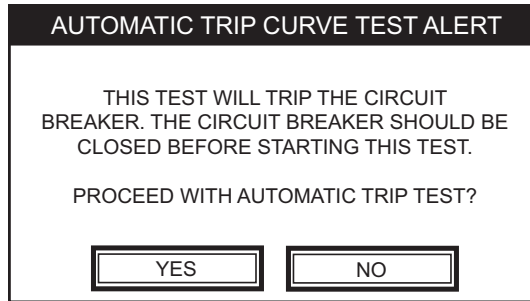 AUTOMATIC TRIP CURVE TEST ALERT
THIS TEST WILL TRIP THE CIRCUIT
BREAKER. THE CIRCUIT BREAKER SHOULD BE
CLOSED BEFORE STARTING THIS TEST.
PROCEED WITH AUTOMATIC TRIP TEST?
YES NO